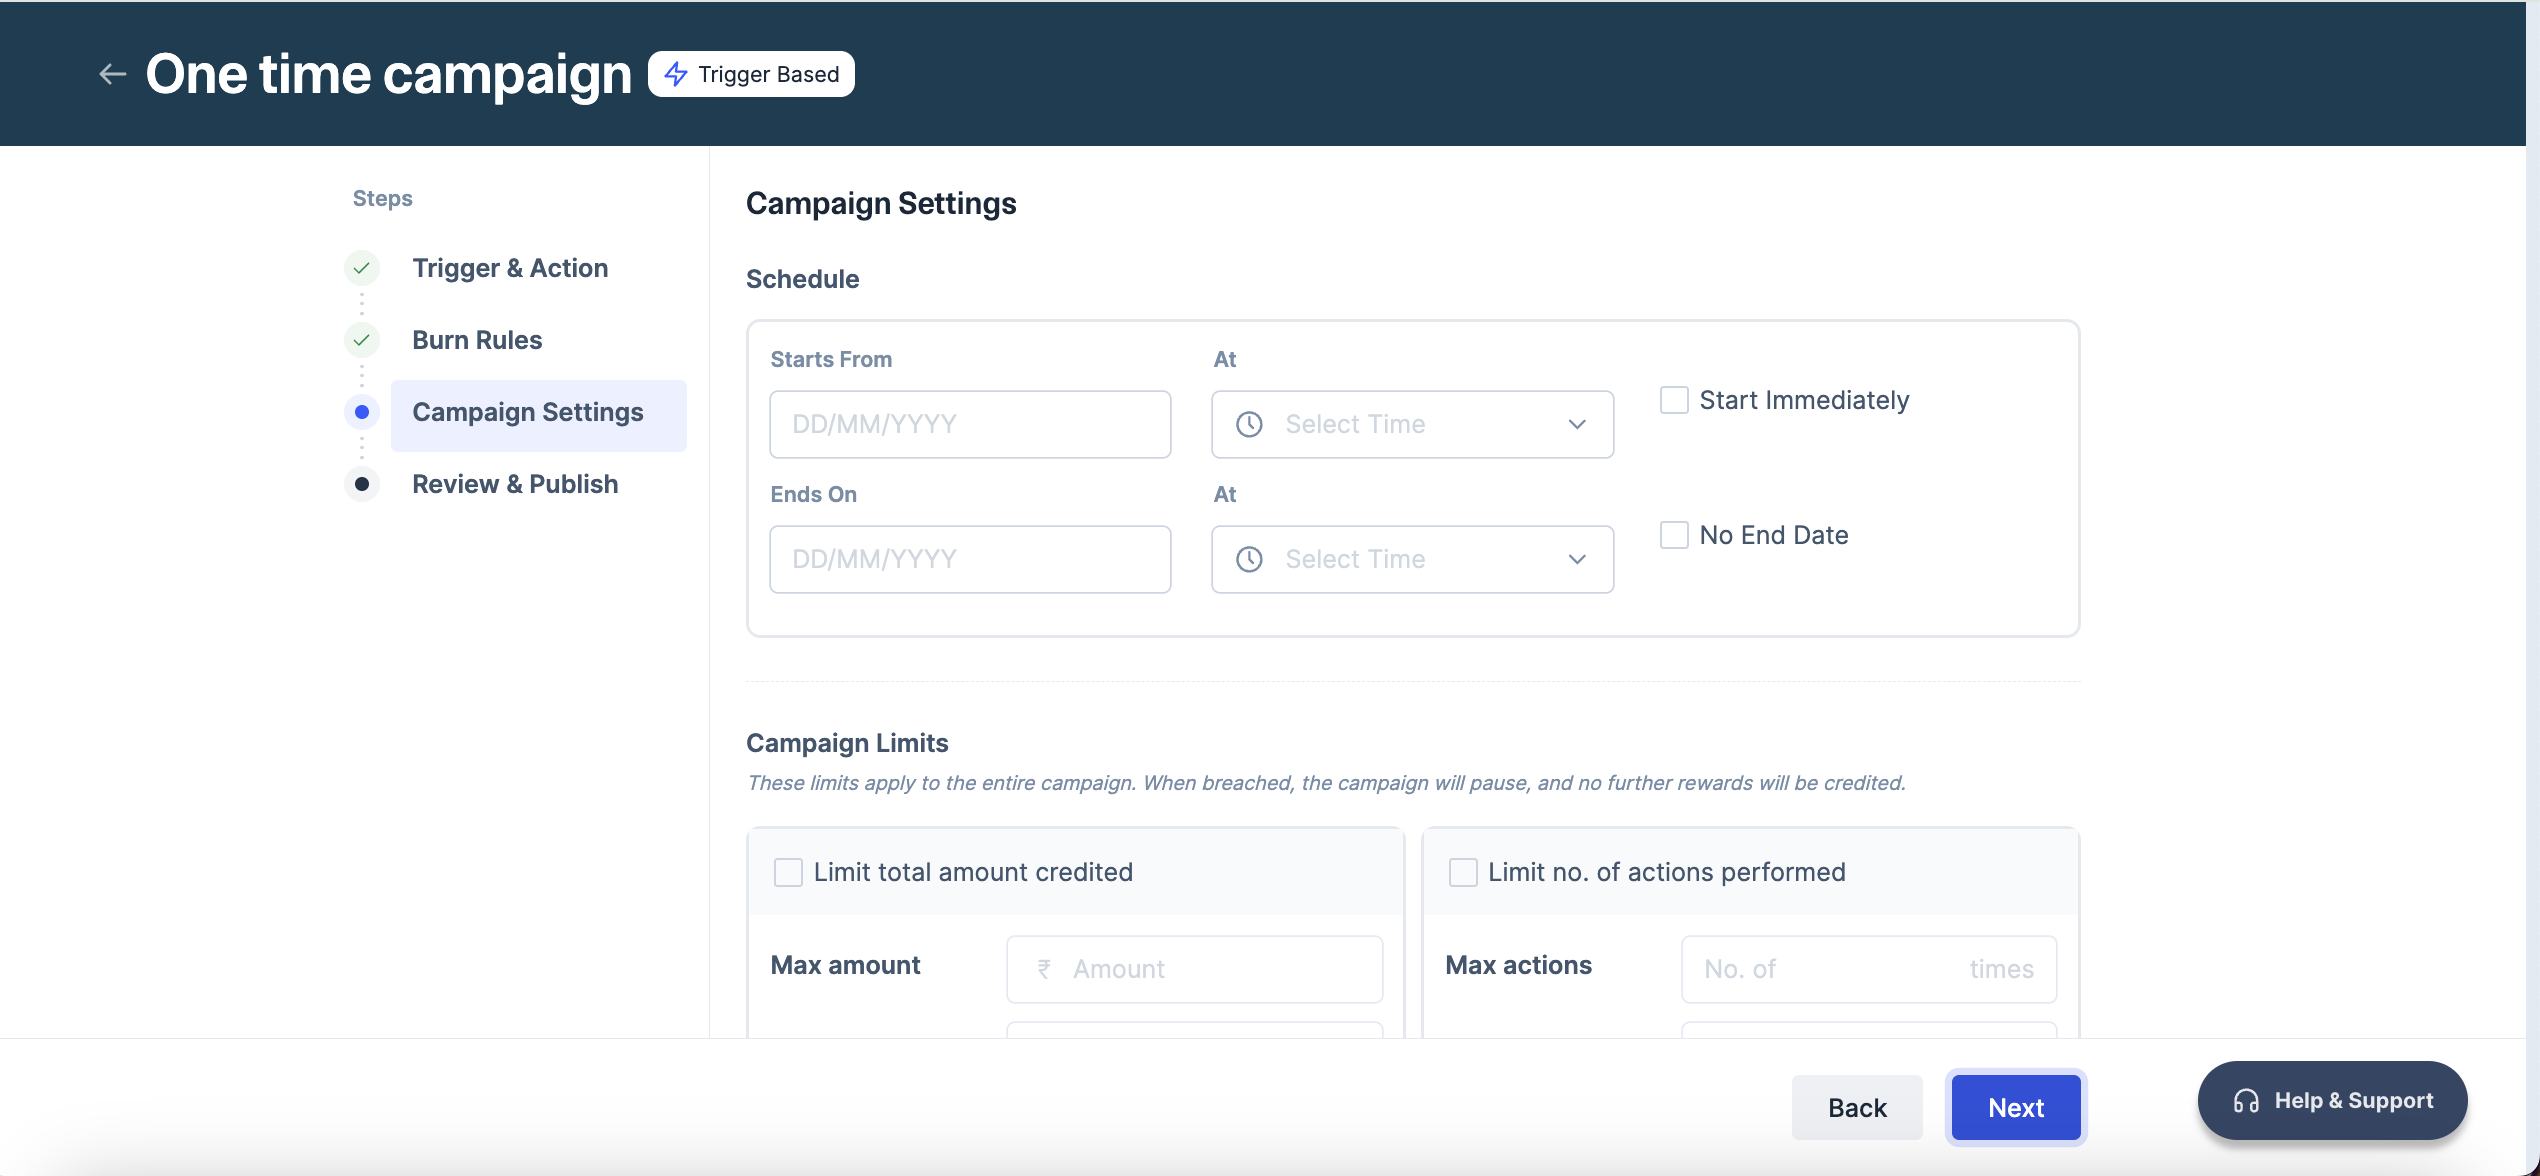 One time campaign
Trigger Based
Steps
Trigger & Action
Burn Rules
Campaign Settings
Review & Publish
Campaign Settings
Schedule
Starts From
At
DD/MM/YYYY
Select Time
Start Immediately
Ends On
At
DD/MM/YYYY
Select Time
No End Date
Campaign Limits
These limits apply to the entire campaign. When breached, the campaign will pause, and no further rewards will be credited.
Limit total amount credited
Max amount
₹ Amount
Limit no. of actions performed
Max actions
No. of times
Back
Next
Help & Support